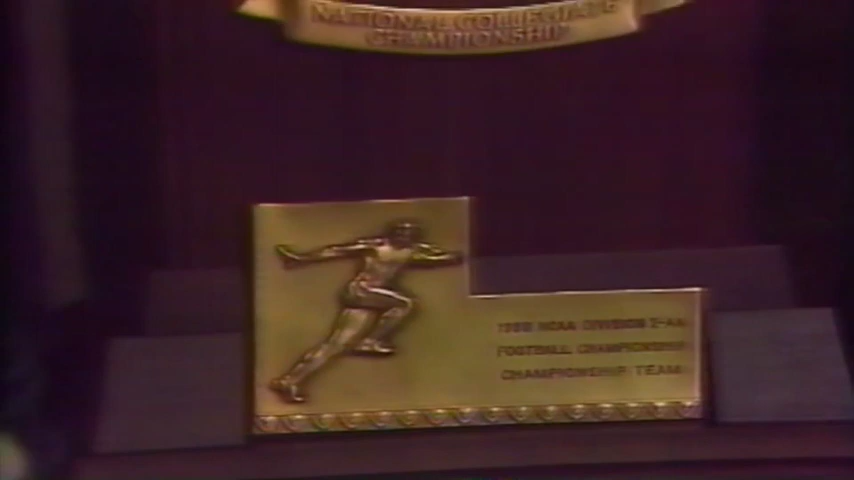 NATIONAL COLLEGIATE
CHAMPIONSHIP
NCAA DIVISION I-AA
FOOTBALL CHAMPIONSHIP
CHAMPIONSHIP TEAM